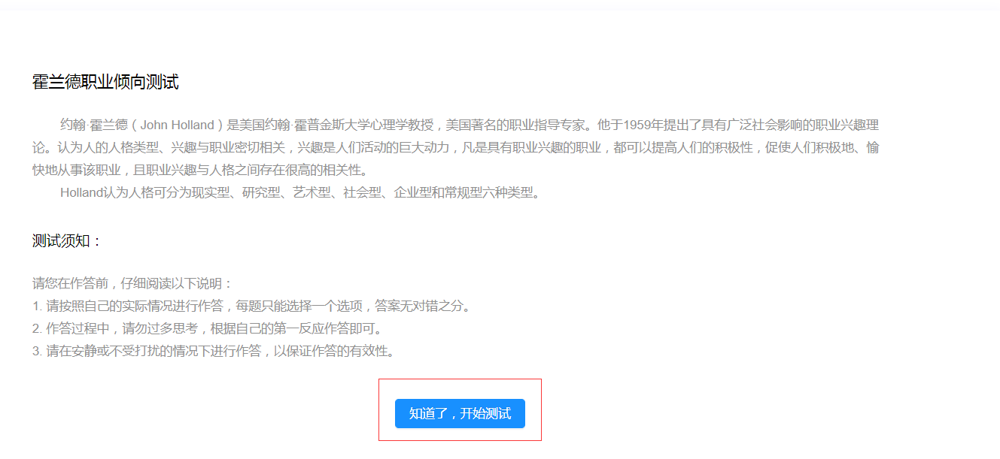 霍兰德职业倾向测试
约翰·霍兰德（John Holland）是美国约翰·霍普金斯大学心理学教授，美国著名的职业指导专家。他于1959年提出了具有广泛社会影响的职业兴趣理
论。认为人的人格类型、兴趣与职业密切相关，兴趣是人们活动的巨大动力，凡是具有职业兴趣的职业，都可以提高人们的积极性，促使人们积极地、愉
快地从事该职业，且职业兴趣与人格之间存在很高的相关性。
Holland认为人格可分为现实型、研究型、艺术型、社会型、企业型和常规型六种类型。
测试须知：
请您在作答前，仔细阅读以下说明：
1. 请按照自己的实际情况进行作答，每题只能选择一个选项，答案无对错之分。
2. 作答过程中，请勿过多思考，根据自己的第一反应作答即可。
3. 请在安静或不受打扰的情况下进行作答，以保证作答的有效性。
知道了，开始测试